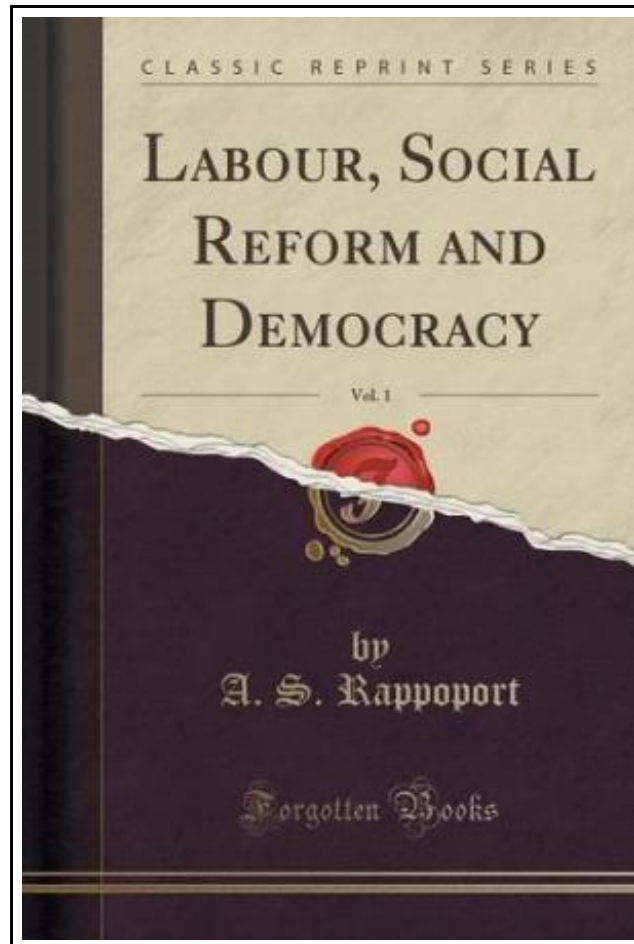 CLASSIC REPRINT SERIES
LABOUR, SOCIAL
REFORM AND
DEMOCRACY
Vol. 1
by
A. S. Rappoport
Forgotten Books